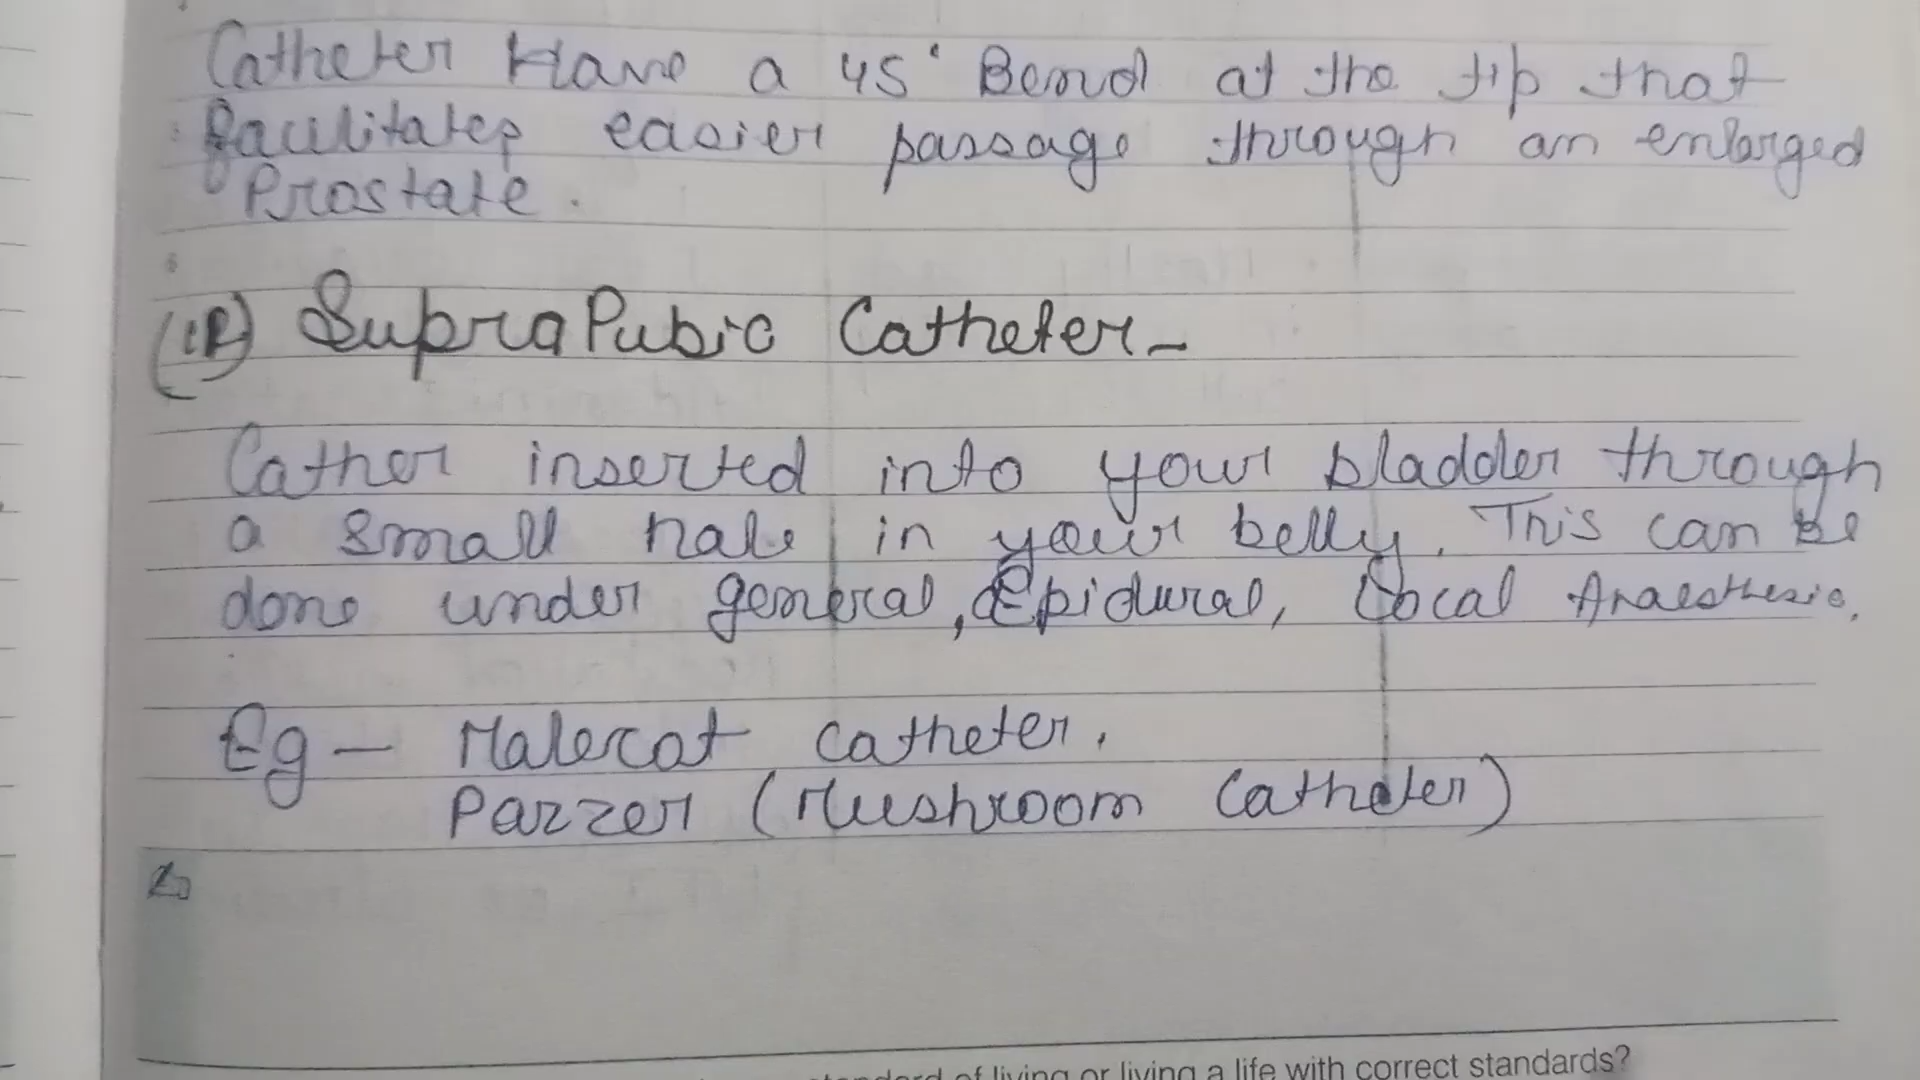 Catheter Have a 45° Bend at the tip that
facilitates easier passage through an enlarged
Prostate.
SupraPubic Catheter-
Cather inserted into your bladder through
a small hole in your belly. This can be
done under general, Epidural, Local Anaesthesia.
Eg - Malecot catheter,
Pazzer (Mushroom Catheter)
of living or living a life with correct standards?